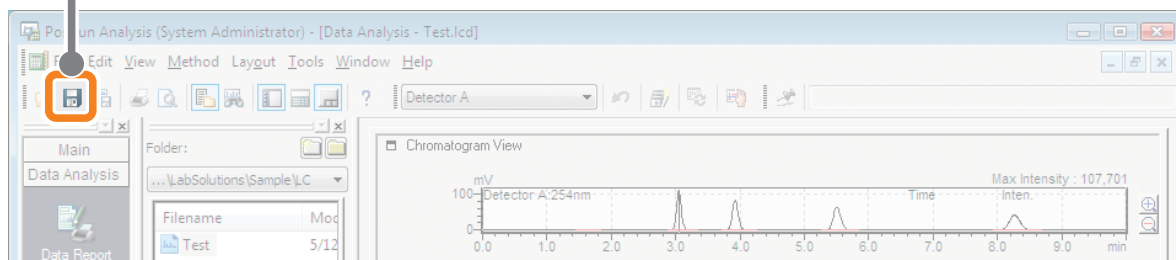 Analysis (System Administrator) - [Data Analysis - Test.lcd]
Edit View Method Layout Tools Window Help
Detector A
Main
Data Analysis
Data Report
Folder:
...\LabSolutions\Sample\LC
Filename
Test 5/12
Chromatogram View
mV
Max Intensity : 107,701
100 Detector A:254nm Time Inten.
0
0.0 1.0 2.0 3.0 4.0 5.0 6.0 7.0 8.0 9.0 min